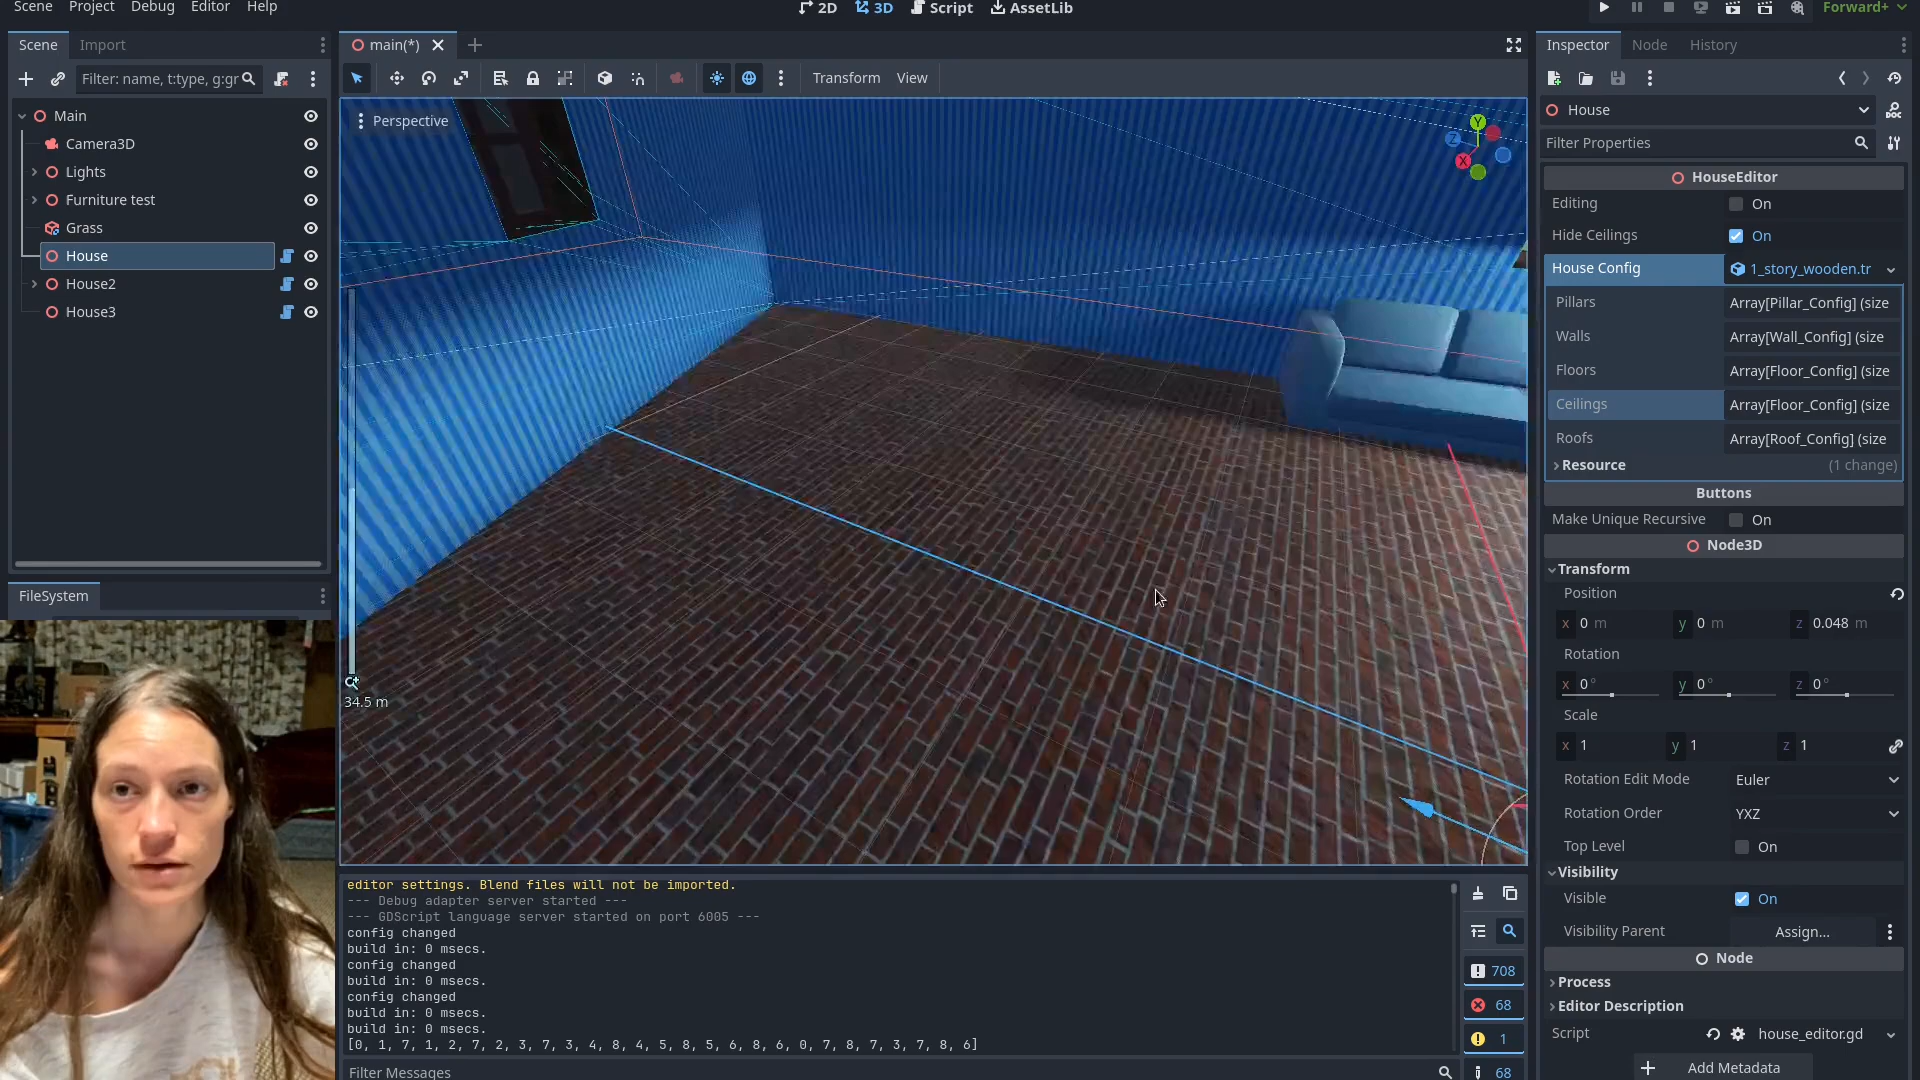 Scene Project Debug Editor Help
2D 3D Script AssetLib
Forward+
Scene Import
Filter: name, t:type, g:gr
Main
Camera3D
Lights
Furniture test
Grass
House
House2
House3
FileSystem
main(*)
Transform View
Perspective
X
Y
Z
34.5 m
editor settings. Blend files will not be imported.
--- Debug adapter server started ---
--- GDScript language server started on port 6005 ---
config changed
build in: 0 msecs.
config changed
build in: 0 msecs.
config changed
build in: 0 msecs.
build in: 0 msecs.
[0, 1, 7, 1, 2, 7, 2, 3, 7, 3, 4, 8, 4, 5, 8, 5, 6, 8, 6, 0, 7, 8, 7, 3, 7, 8, 6]
Filter Messages
708
68
1
68
Inspector Node History
House
DOC
Filter Properties
HouseEditor
Editing On
Hide Ceilings On
House Config 1_story_wooden.tr
Pillars Array[Pillar_Config] (size
Walls Array[Wall_Config] (size
Floors Array[Floor_Config] (size
Ceilings Array[Floor_Config] (size
Roofs Array[Roof_Config] (size
Resource (1 change)
Buttons
Make Unique Recursive On
Node3D
Transform
Position
x 0 m y 0 m z 0.048 m
Rotation
x 0° y 0° z 0°
Scale
x 1 y 1 z 1
Rotation Edit Mode Euler
Rotation Order YXZ
Top Level On
Visibility
Visible On
Visibility Parent Assign...
Node
Process
Editor Description
Script house_editor.gd
Add Metadata